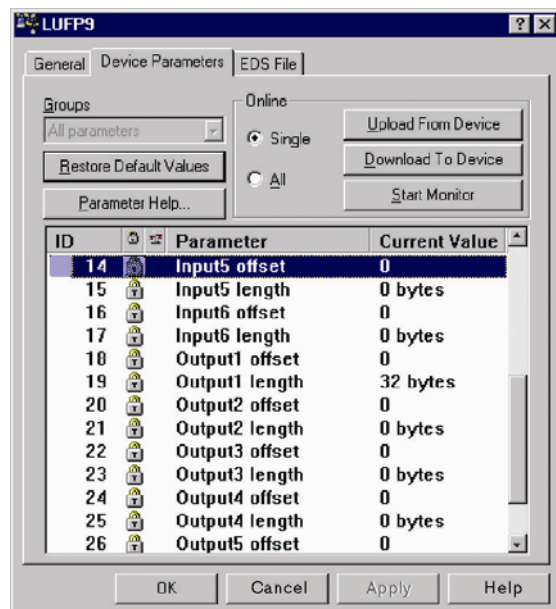 LUFP9
General Device Parameters EDS File
Groups
All parameters
Restore Default Values
Parameter Help...
Online
Single
All
Upload From Device
Download To Device
Start Monitor
ID Parameter Current Value
14 Input5 offset 0
15 Input5 length 0 bytes
16 Input6 offset 0
17 Input6 length 0 bytes
18 Output1 offset 0
19 Output1 length 32 bytes
20 Output2 offset 0
21 Output2 length 0 bytes
22 Output3 offset 0
23 Output3 length 0 bytes
24 Output4 offset 0
25 Output4 length 0 bytes
26 Output5 offset 0
OK Cancel Apply Help